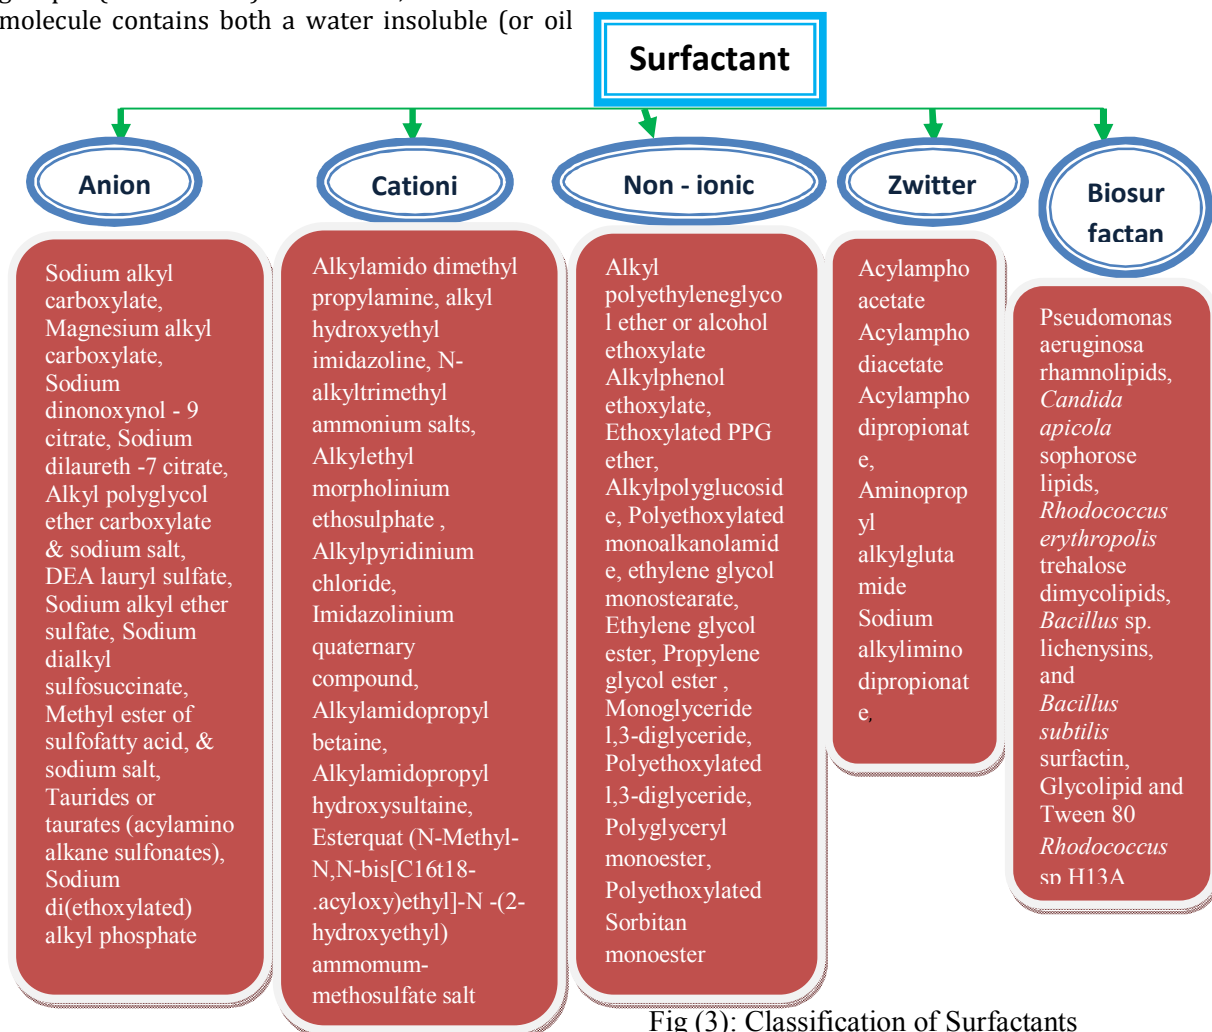 molecule contains both a water insoluble (or oil
Surfactant
Anion
Cationi
Non - ionic
Zwitter
Biosur
factan
Sodium alkyl
carboxylate,
Magnesium alkyl
carboxylate,
Sodium
dinonoxynol - 9
citrate, Sodium
dilaureth -7 citrate,
Alkyl polyglycol
ether carboxylate
& sodium salt,
DEA lauryl sulfate,
Sodium alkyl ether
sulfate, Sodium
dialkyl
sulfosuccinate,
Methyl ester of
sulfofatty acid, &
sodium salt,
Taurides or
taurates (acylamino
alkane sulfonates),
Sodium
di(ethoxylated)
alkyl phosphate
Alkylamido dimethyl
propylamine, alkyl
hydroxyethyl
imidazoline, N-
alkyltrimethyl
ammonium salts,
Alkylethyl
morpholinium
ethosulphate ,
Alkylpyridinium
chloride,
Imidazolinium
quaternary
compound,
Alkylamidopropyl
betaine,
Alkylamidopropyl
hydroxysultaine,
Esterquat (N-Methyl-
N,N-bis[C16t18-
.acyloxy)ethyl]-N -(2-
hydroxyethyl)
ammomum-
methosulfate salt
Alkyl
polyethyleneglyco
l ether or alcohol
ethoxylate
Alkylphenol
ethoxylate,
Ethoxylated PPG
ether,
Alkylpolyglucosid
e, Polyethoxylated
monoalkanolamid
e, ethylene glycol
monostearate,
Ethylene glycol
ester, Propylene
glycol ester ,
Monoglyceride
l,3-diglyceride,
Polyethoxylated
l,3-diglyceride,
Polyglyceryl
monoester,
Polyethoxylated
Sorbitan
monoester
Acylampho
acetate
Acylampho
diacetate
Acylampho
dipropionat
e,
Aminoprop
yl
alkylgluta
mide
Sodium
alkylimino
dipropionat
e,
Pseudomonas
aeruginosa
rhamnolipids,
Candida
apicola
sophorose
lipids,
Rhodococcus
erythropolis
trehalose
dimycolipids,
Bacillus sp.
lichenysins,
and
Bacillus
subtilis
surfactin,
Glycolipid and
Tween 80
Rhodococcus
sp H13A
Fig (3): Classification of Surfactants